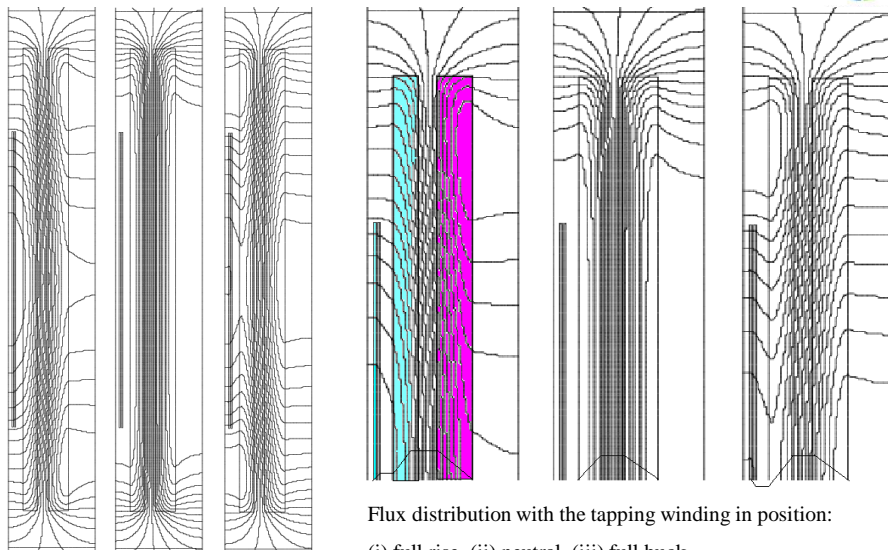 Flux distribution with the tapping winding in position:
(i) full rise, (ii) neutral, (iii) full buck